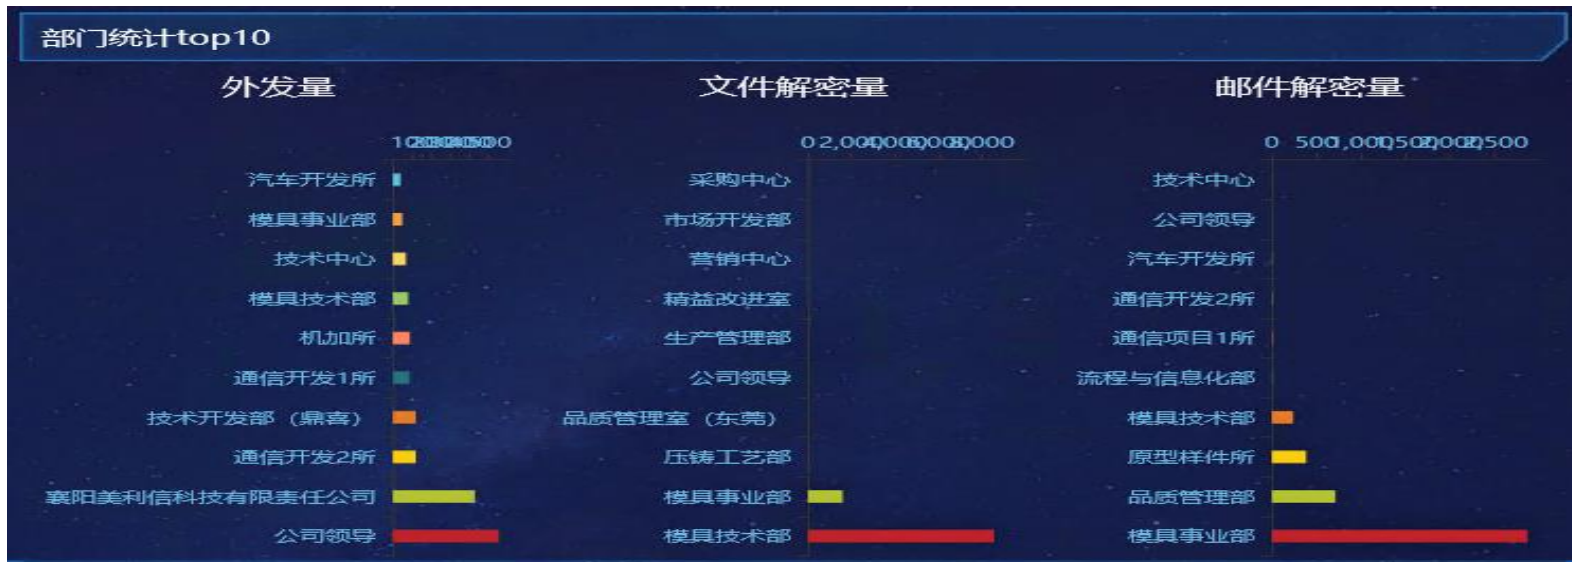 部门统计top10
外发量
文件解密量
邮件解密量
0 2,000
0 500
汽车开发所
采购中心
技术中心
模具事业部
市场开发部
公司领导
技术中心
营销中心
汽车开发所
模具技术部
精益改进室
通信开发2所
机加所
生产管理部
通信项目1所
通信开发1所
公司领导
流程与信息化部
技术开发部（鼎喜）
品质管理室（东莞）
模具技术部
通信开发2所
压铸工艺部
原型样件所
襄阳美利信科技有限责任公司
模具事业部
品质管理部
公司领导
模具技术部
模具事业部